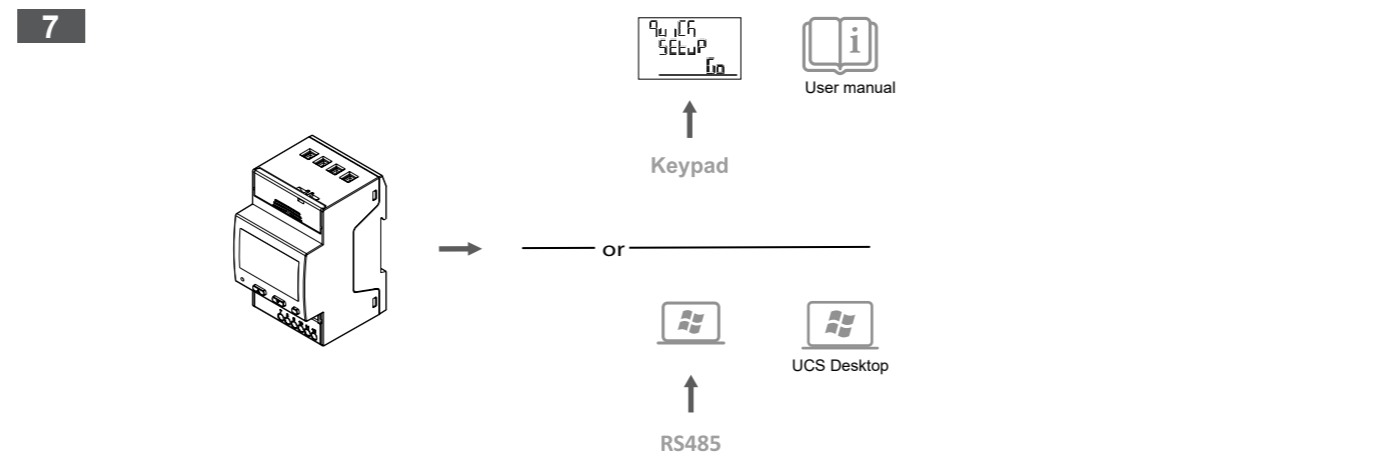 7
quick
SEtuP
Go
i
User manual
Keypad
or
UCS Desktop
RS485